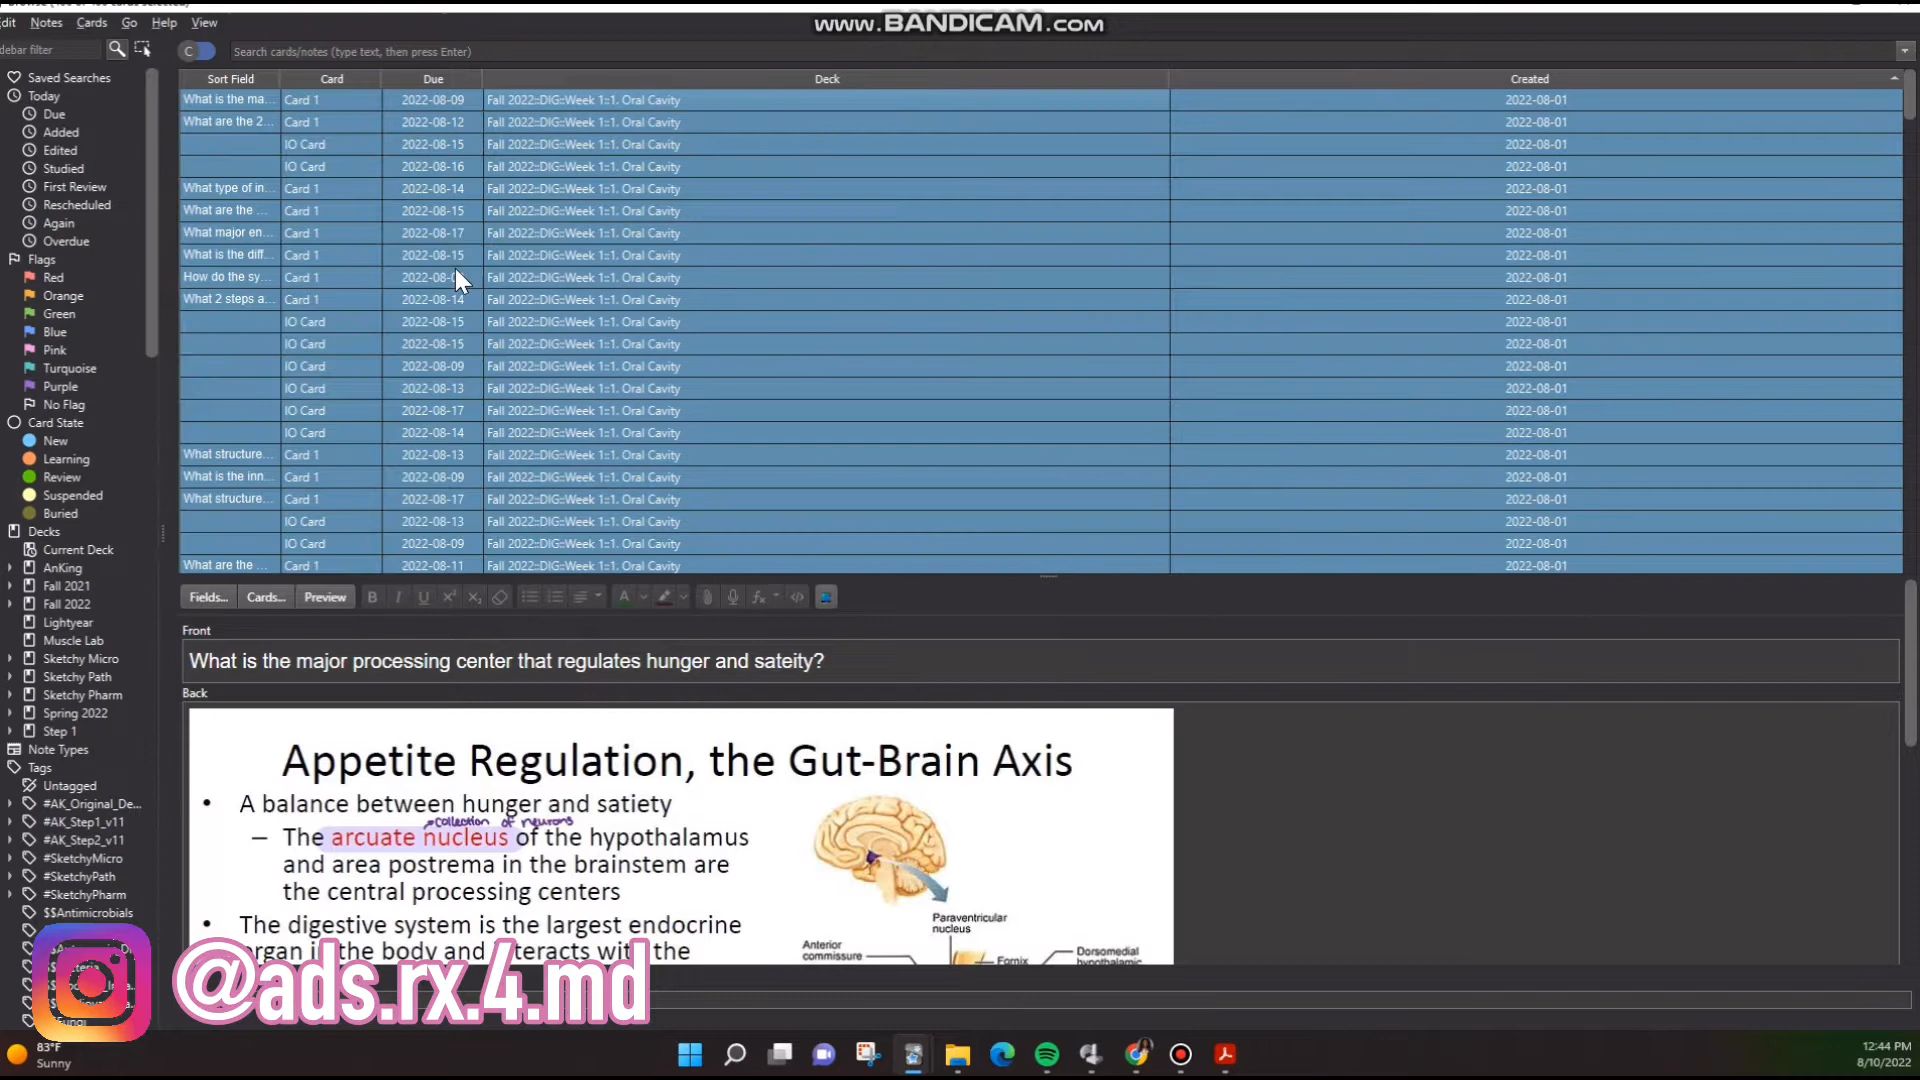 www.BANDICAM.com
dit Notes Cards Go Help View
debar filter
C
Search cards/notes (type text, then press Enter)
Saved Searches
Today
Due
Added
Edited
Studied
First Review
Rescheduled
Again
Overdue
Flags
Red
Orange
Green
Blue
Pink
Turquoise
Purple
No Flag
Card State
New
Learning
Review
Suspended
Buried
Decks
Current Deck
AnKing
Fall 2021
Fall 2022
Lightyear
Muscle Lab
Sketchy Micro
Sketchy Path
Sketchy Pharm
Spring 2022
Step 1
Note Types
Tags
Untagged
#AK_Original_De...
#AK_Step1_v11
#AK_Step2_v11
#SketchyMicro
#SketchyPath
#SketchyPharm
$$Antimicrobials
Sort Field Card Due Deck Created
What is the ma... Card 1 2022-08-09 Fall 2022::DIG::Week 1::1. Oral Cavity 2022-08-01
What are the 2... Card 1 2022-08-12 Fall 2022::DIG::Week 1::1. Oral Cavity 2022-08-01
IO Card 2022-08-15 Fall 2022::DIG::Week 1::1. Oral Cavity 2022-08-01
IO Card 2022-08-16 Fall 2022::DIG::Week 1::1. Oral Cavity 2022-08-01
What type of in... Card 1 2022-08-14 Fall 2022::DIG::Week 1::1. Oral Cavity 2022-08-01
What are the ... Card 1 2022-08-15 Fall 2022::DIG::Week 1::1. Oral Cavity 2022-08-01
What major en... Card 1 2022-08-17 Fall 2022::DIG::Week 1::1. Oral Cavity 2022-08-01
What is the diff... Card 1 2022-08-15 Fall 2022::DIG::Week 1::1. Oral Cavity 2022-08-01
How do the sy... Card 1 2022-08- Fall 2022::DIG::Week 1::1. Oral Cavity 2022-08-01
What 2 steps a... Card 1 2022-08-14 Fall 2022::DIG::Week 1::1. Oral Cavity 2022-08-01
IO Card 2022-08-15 Fall 2022::DIG::Week 1::1. Oral Cavity 2022-08-01
IO Card 2022-08-15 Fall 2022::DIG::Week 1::1. Oral Cavity 2022-08-01
IO Card 2022-08-09 Fall 2022::DIG::Week 1::1. Oral Cavity 2022-08-01
IO Card 2022-08-13 Fall 2022::DIG::Week 1::1. Oral Cavity 2022-08-01
IO Card 2022-08-17 Fall 2022::DIG::Week 1::1. Oral Cavity 2022-08-01
IO Card 2022-08-14 Fall 2022::DIG::Week 1::1. Oral Cavity 2022-08-01
What structure... Card 1 2022-08-13 Fall 2022::DIG::Week 1::1. Oral Cavity 2022-08-01
What is the inn... Card 1 2022-08-09 Fall 2022::DIG::Week 1::1. Oral Cavity 2022-08-01
What structure... Card 1 2022-08-17 Fall 2022::DIG::Week 1::1. Oral Cavity 2022-08-01
IO Card 2022-08-13 Fall 2022::DIG::Week 1::1. Oral Cavity 2022-08-01
IO Card 2022-08-09 Fall 2022::DIG::Week 1::1. Oral Cavity 2022-08-01
What are the ... Card 1 2022-08-11 Fall 2022::DIG::Week 1::1. Oral Cavity 2022-08-01
Fields... Cards... Preview
Front
What is the major processing center that regulates hunger and sateity?
Back
Appetite Regulation, the Gut-Brain Axis
• A balance between hunger and satiety
collection of neurons
– The arcuate nucleus of the hypothalamus
and area postrema in the brainstem are
the central processing centers
• The digestive system is the largest endocrine
organ in the body and interacts with the
Paraventricular
nucleus
Anterior
commissure
Fornix
Dorsomedial
hypothalamic
@ads.rx.4.md
83°F
Sunny
12:44 PM
8/10/2022